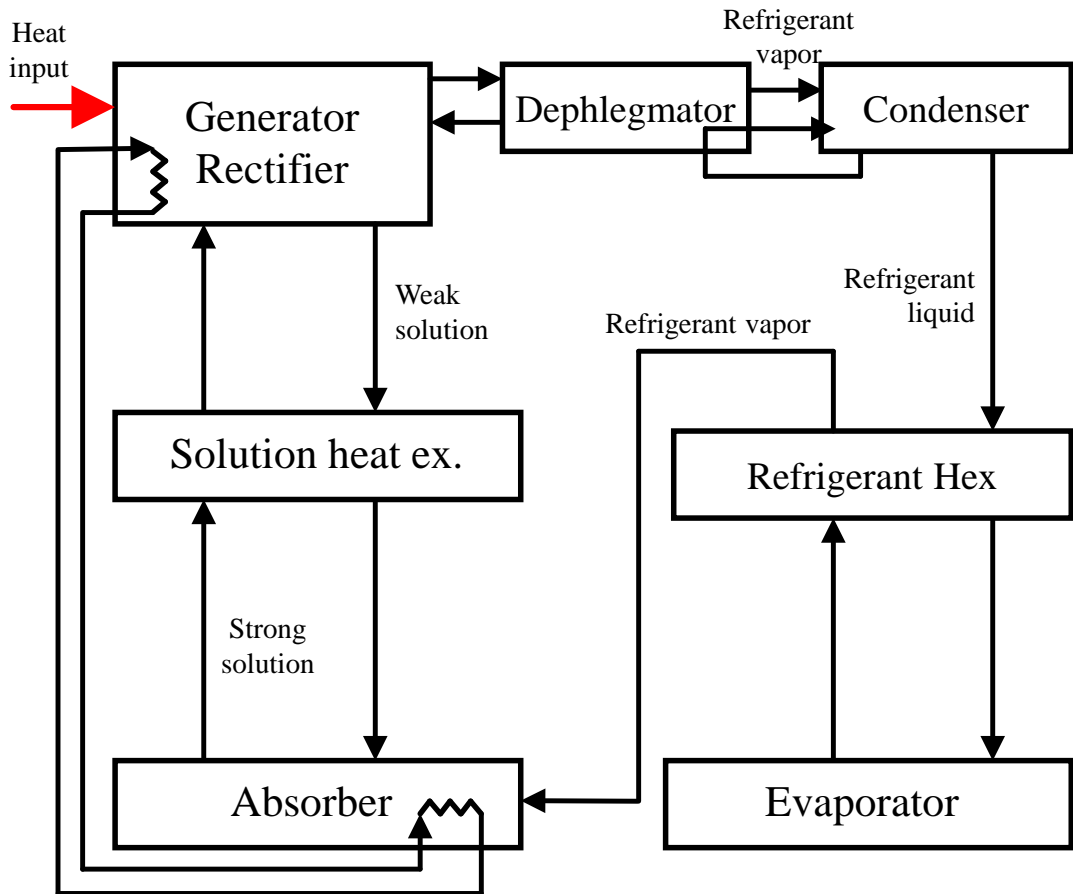 Heat
input
Generator
Rectifier
Dephlegmator
Refrigerant
vapor
Condenser
Weak
solution
Refrigerant vapor
Refrigerant
liquid
Solution heat ex.
Refrigerant Hex
Strong
solution
Absorber
Evaporator